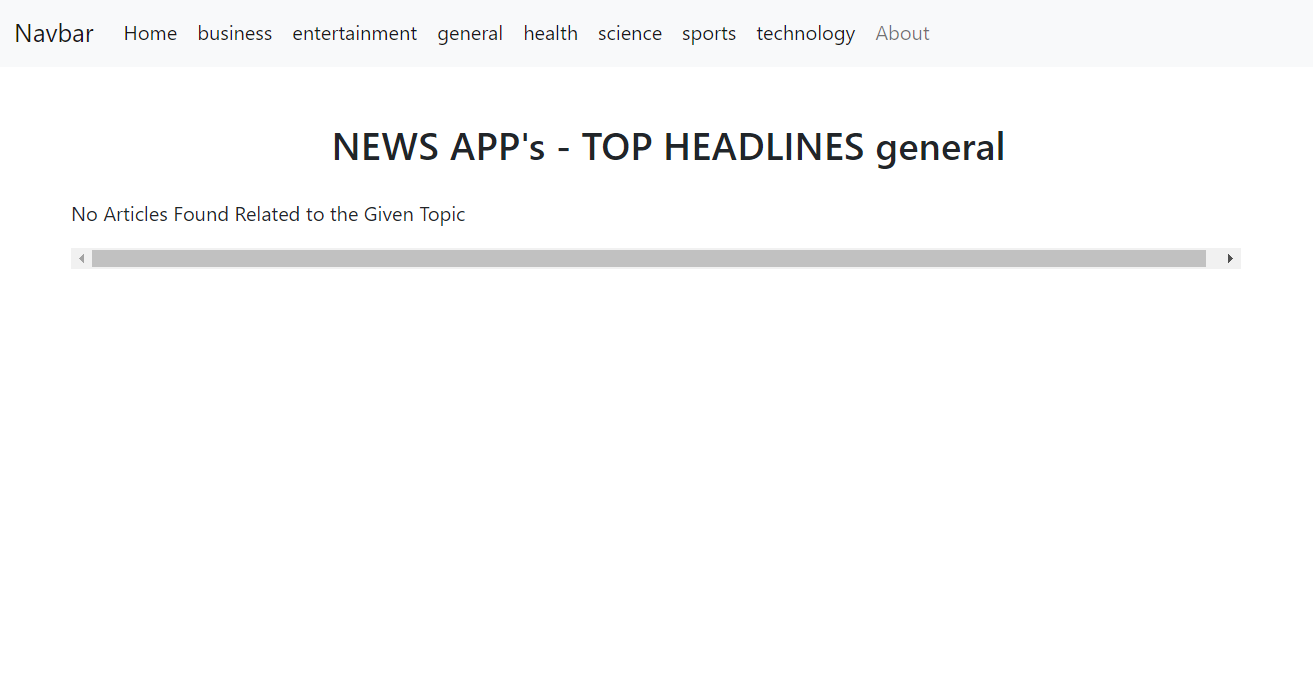 Navbar Home business entertainment general health science sports technology About
NEWS APP's - TOP HEADLINES general
No Articles Found Related to the Given Topic